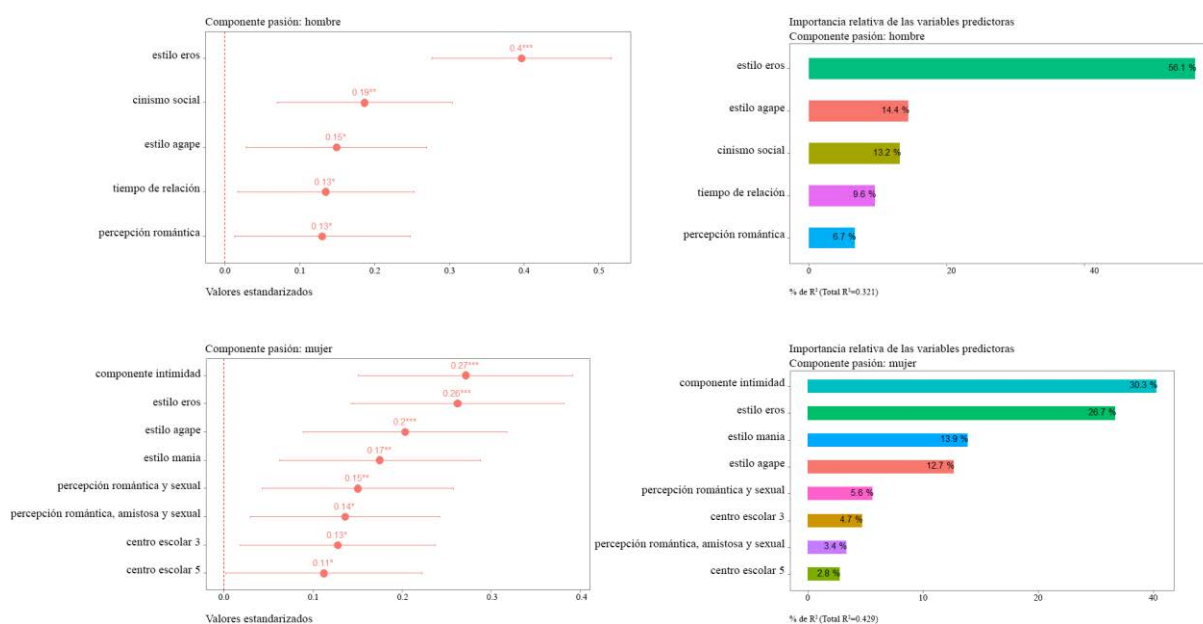 Componente pasión: hombre
estilo eros
0.4***
cinismo social
0.19**
estilo agape
0.15*
tiempo de relación
0.13*
percepción romántica
0.13*
0.0 0.1 0.2 0.3 0.4 0.5
Valores estandarizados
Importancia relativa de las variables predictoras
Componente pasión: hombre
estilo eros
56.1 %
estilo agape
14.4 %
cinismo social
13.2 %
tiempo de relación
9.6 %
percepción romántica
6.7 %
0 20 40
% de R² (Total R²=0.321)
Componente pasión: mujer
componente intimidad
0.27***
estilo eros
0.26***
estilo agape
0.2***
estilo mania
0.17**
percepción romántica y sexual
0.15**
percepción romántica, amistosa y sexual
0.14*
centro escolar 3
0.13*
centro escolar 5
0.11*
0.0 0.1 0.2 0.3 0.4
Valores estandarizados
Importancia relativa de las variables predictoras
Componente pasión: mujer
componente intimidad
30.3 %
estilo eros
26.7 %
estilo mania
13.9 %
estilo agape
12.7 %
percepción romántica y sexual
5.6 %
centro escolar 3
4.7 %
percepción romántica, amistosa y sexual
3.4 %
centro escolar 5
2.8 %
0 10 20 40
% de R² (Total R²=0.429)